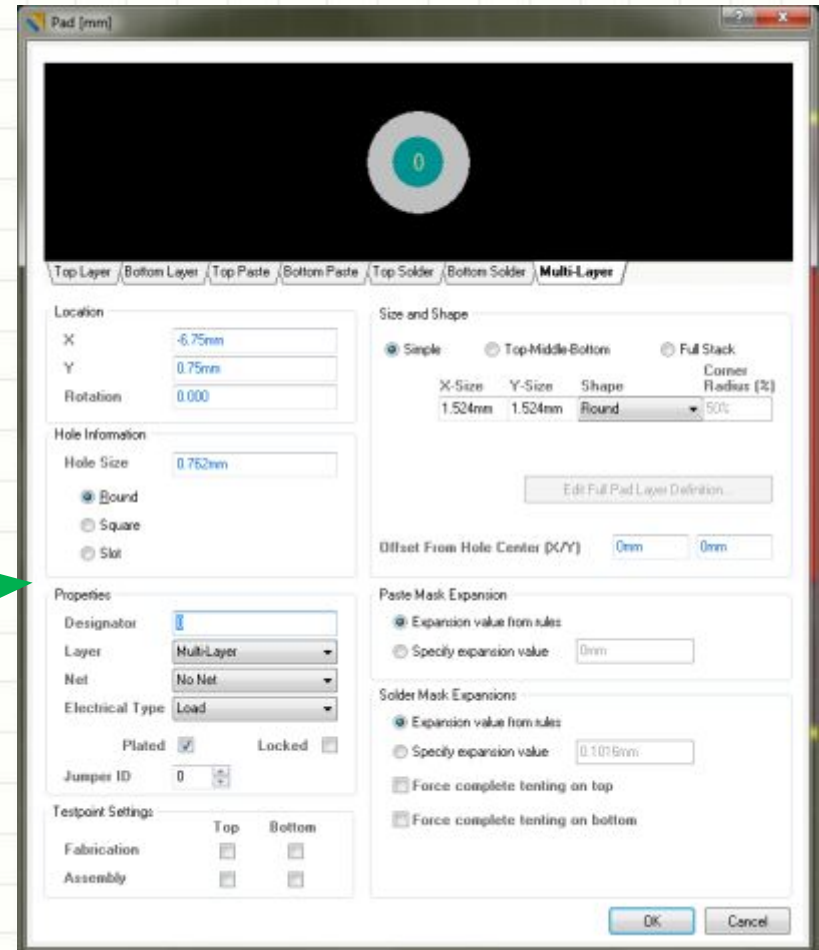 Pad [mm]
0
Top Layer Bottom Layer Top Paste Bottom Paste Top Solder Bottom Solder Multi-Layer
Location
X -6.75mm
Y 0.75mm
Rotation 0.000
Hole Information
Hole Size 0.762mm
Round
Square
Slot
Properties
Designator 0
Layer Multi-Layer
Net No Net
Electrical Type Load
Plated Locked
Jumper ID 0
Testpoint Settings
Top Bottom
Fabrication
Assembly
Size and Shape
Simple Top-Middle-Bottom Full Stack
X-Size Y-Size Shape Corner Radius (%)
1.524mm 1.524mm Round 50%
Edit Full Pad Layer Definition...
Offset From Hole Center (X/Y) 0mm 0mm
Paste Mask Expansion
Expansion value from rules
Specify expansion value 0mm
Solder Mask Expansions
Expansion value from rules
Specify expansion value 0.1016mm
Force complete tenting on top
Force complete tenting on bottom
OK Cancel